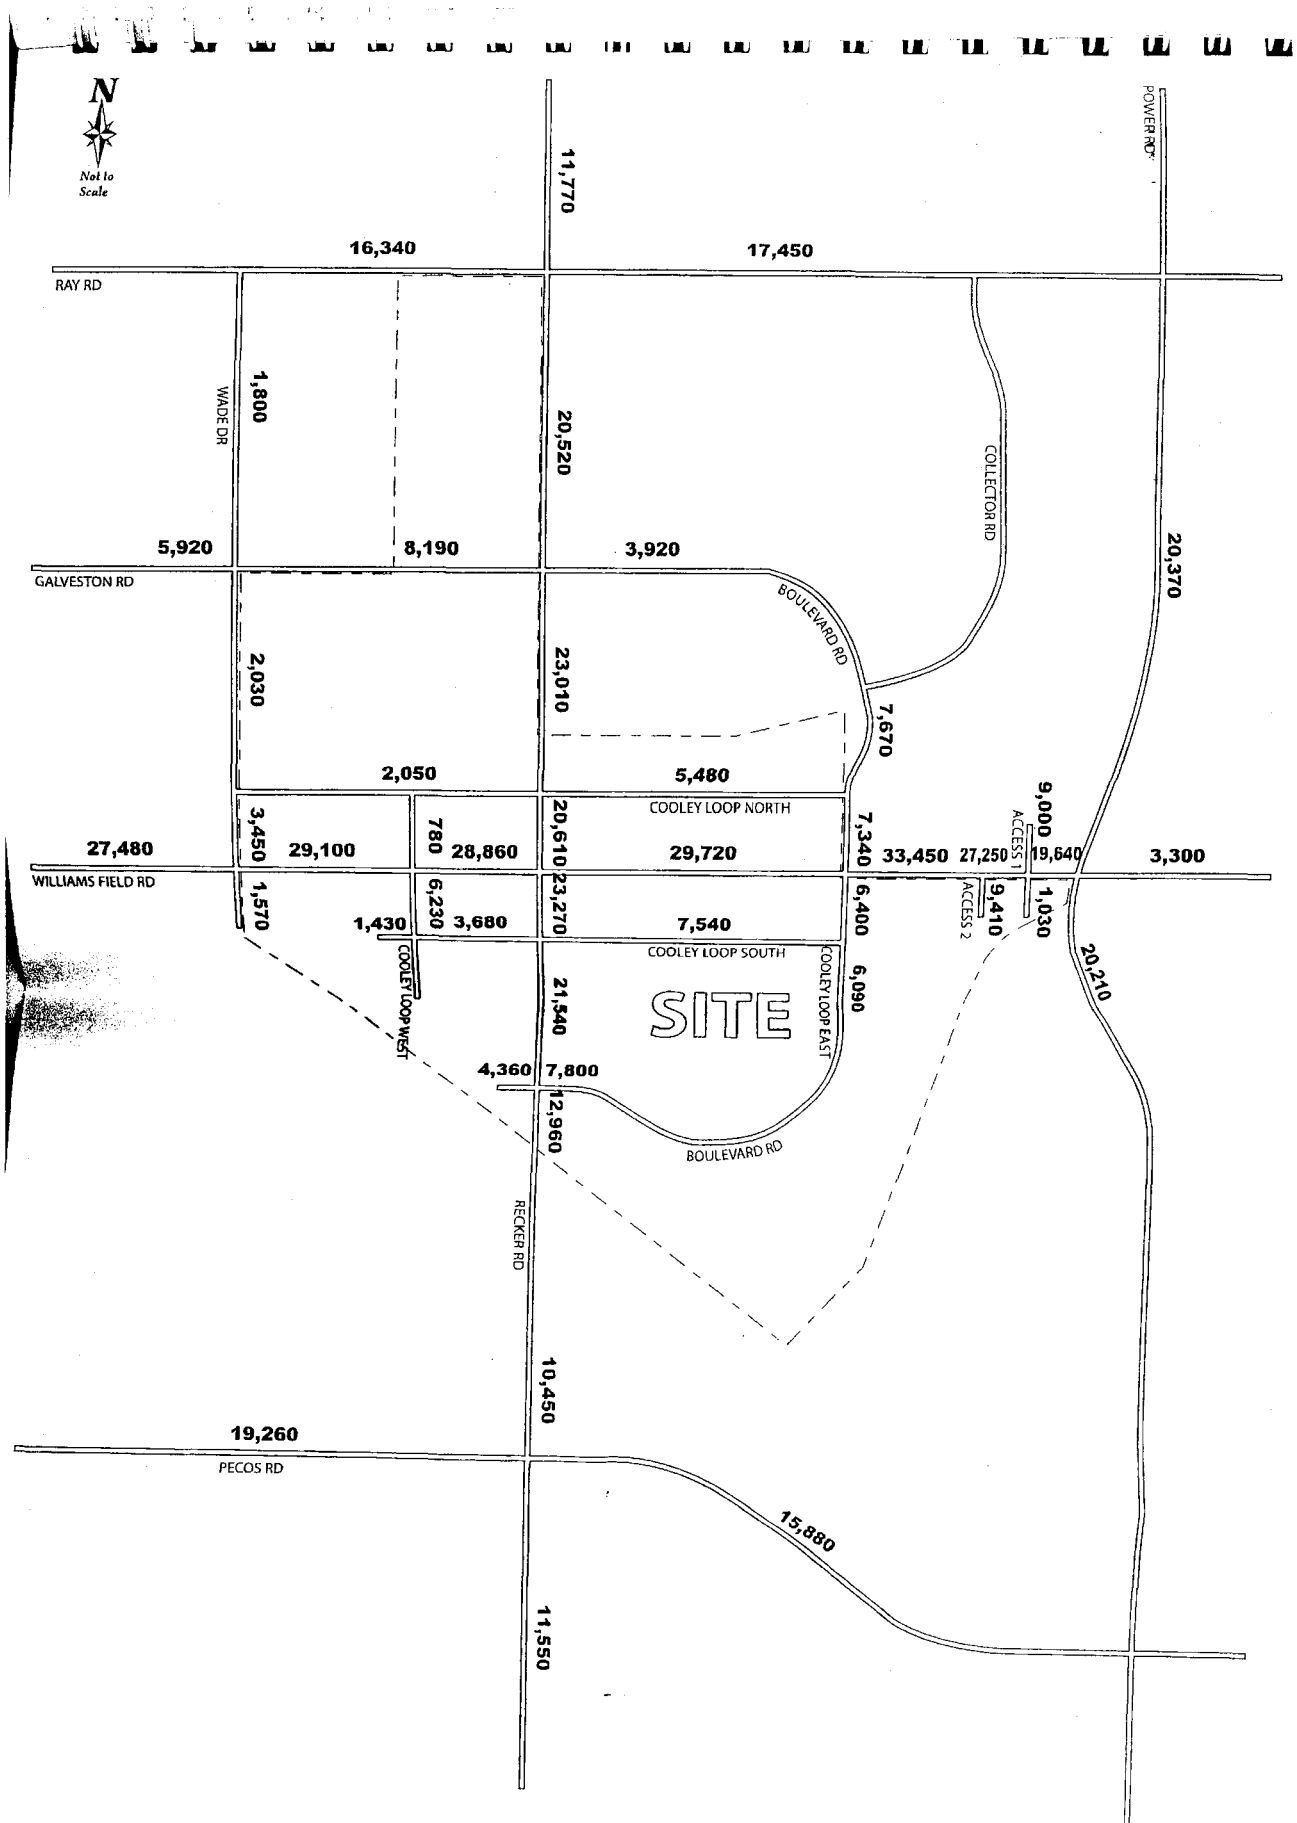 N
Not to
Scale
POWER RD
11,770
16,340
17,450
RAY RD
1,800
WADE DR
20,520
COLLECTOR RD
20,370
5,920
8,190
3,920
GALVESTON RD
BOULEVARD RD
2,030
23,010
7,670
2,050
5,480
COOLEY LOOP NORTH
9,000
ACCESS 1
3,450
780
20,610
7,340
27,480
29,100
28,860
29,720
33,450
27,250
19,640
3,300
WILLIAMS FIELD RD
1,570
6,230
23,270
6,400
ACCESS 2
9,410
1,030
1,430
3,680
7,540
COOLEY LOOP SOUTH
COOLEY LOOP WEST
COOLEY LOOP EAST
6,090
20,210
21,540
SITE
4,360
7,800
12,960
BOULEVARD RD
RECKER RD
10,450
19,260
PECOS RD
15,880
11,550